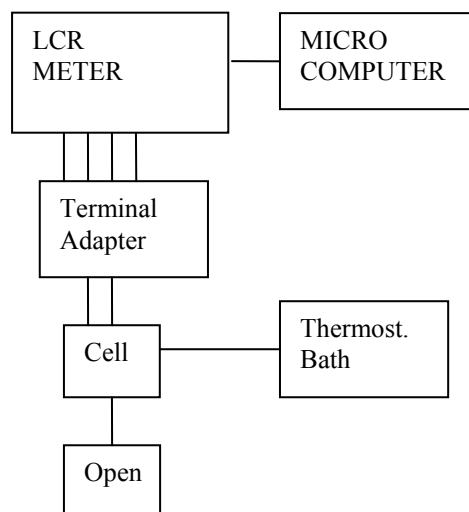 LCR
METER
MICRO
COMPUTER
Terminal
Adapter
Cell
Thermost.
Bath
Open